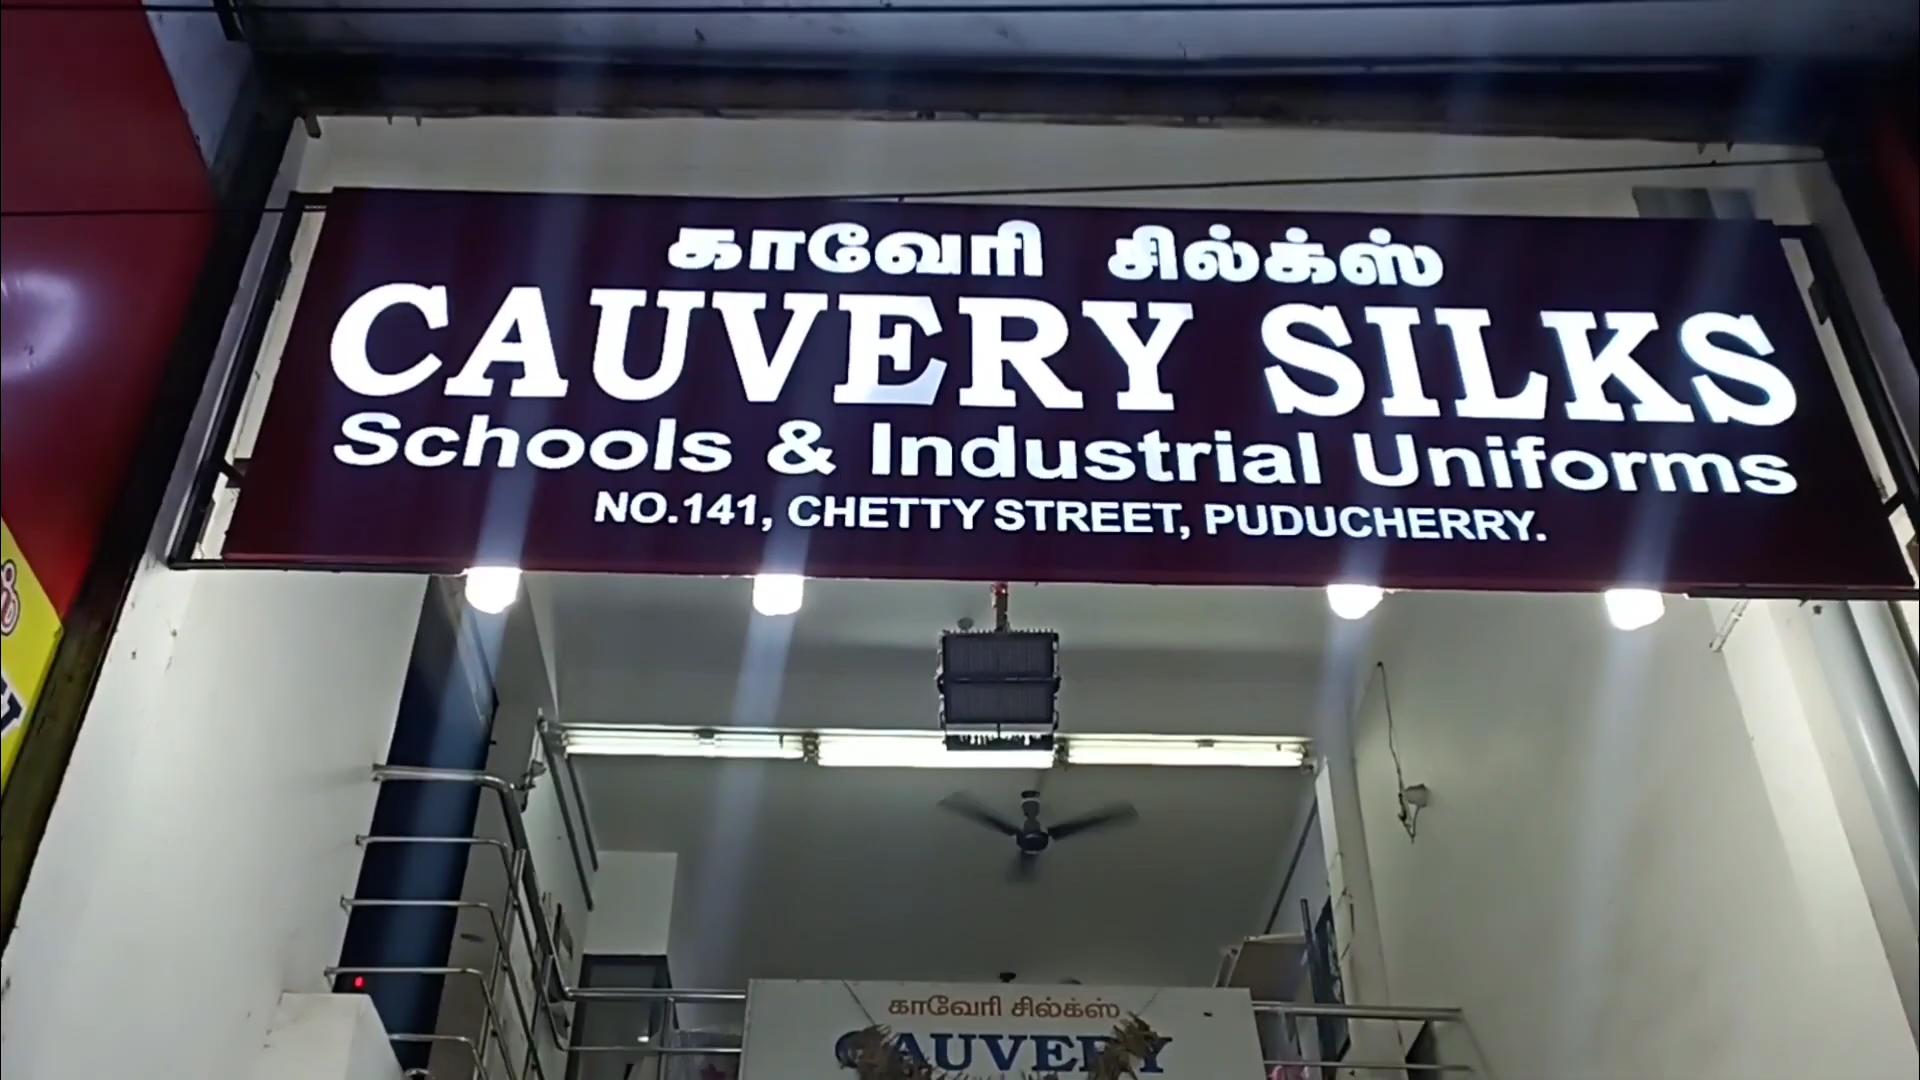 காவேரி சில்க்ஸ்
CAUVERY SILKS
Schools & Industrial Uniforms
NO.141, CHETTY STREET, PUDUCHERRY.
காவேரி சில்க்ஸ்
CAUVERY